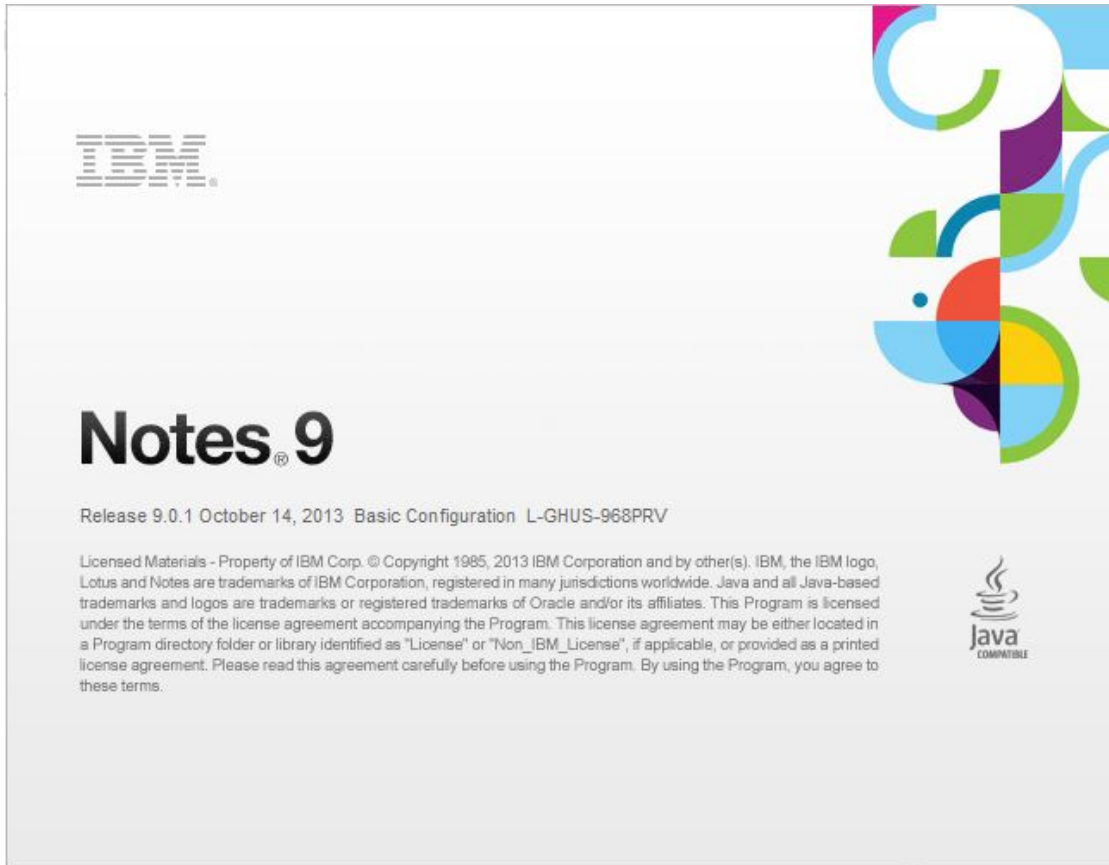 IBM®
Notes® 9
Release 9.0.1 October 14, 2013 Basic Configuration L-GHUS-968PRV
Licensed Materials - Property of IBM Corp. © Copyright 1985, 2013 IBM Corporation and by other(s). IBM, the IBM logo,
Lotus and Notes are trademarks of IBM Corporation, registered in many jurisdictions worldwide. Java and all Java-based
trademarks and logos are trademarks or registered trademarks of Oracle and/or its affiliates. This Program is licensed
under the terms of the license agreement accompanying the Program. This license agreement may be either located in
a Program directory folder or library identified as "License" or "Non_IBM_License", if applicable, or provided as a printed
license agreement. Please read this agreement carefully before using the Program. By using the Program, you agree to
these terms.
Java
COMPATIBLE